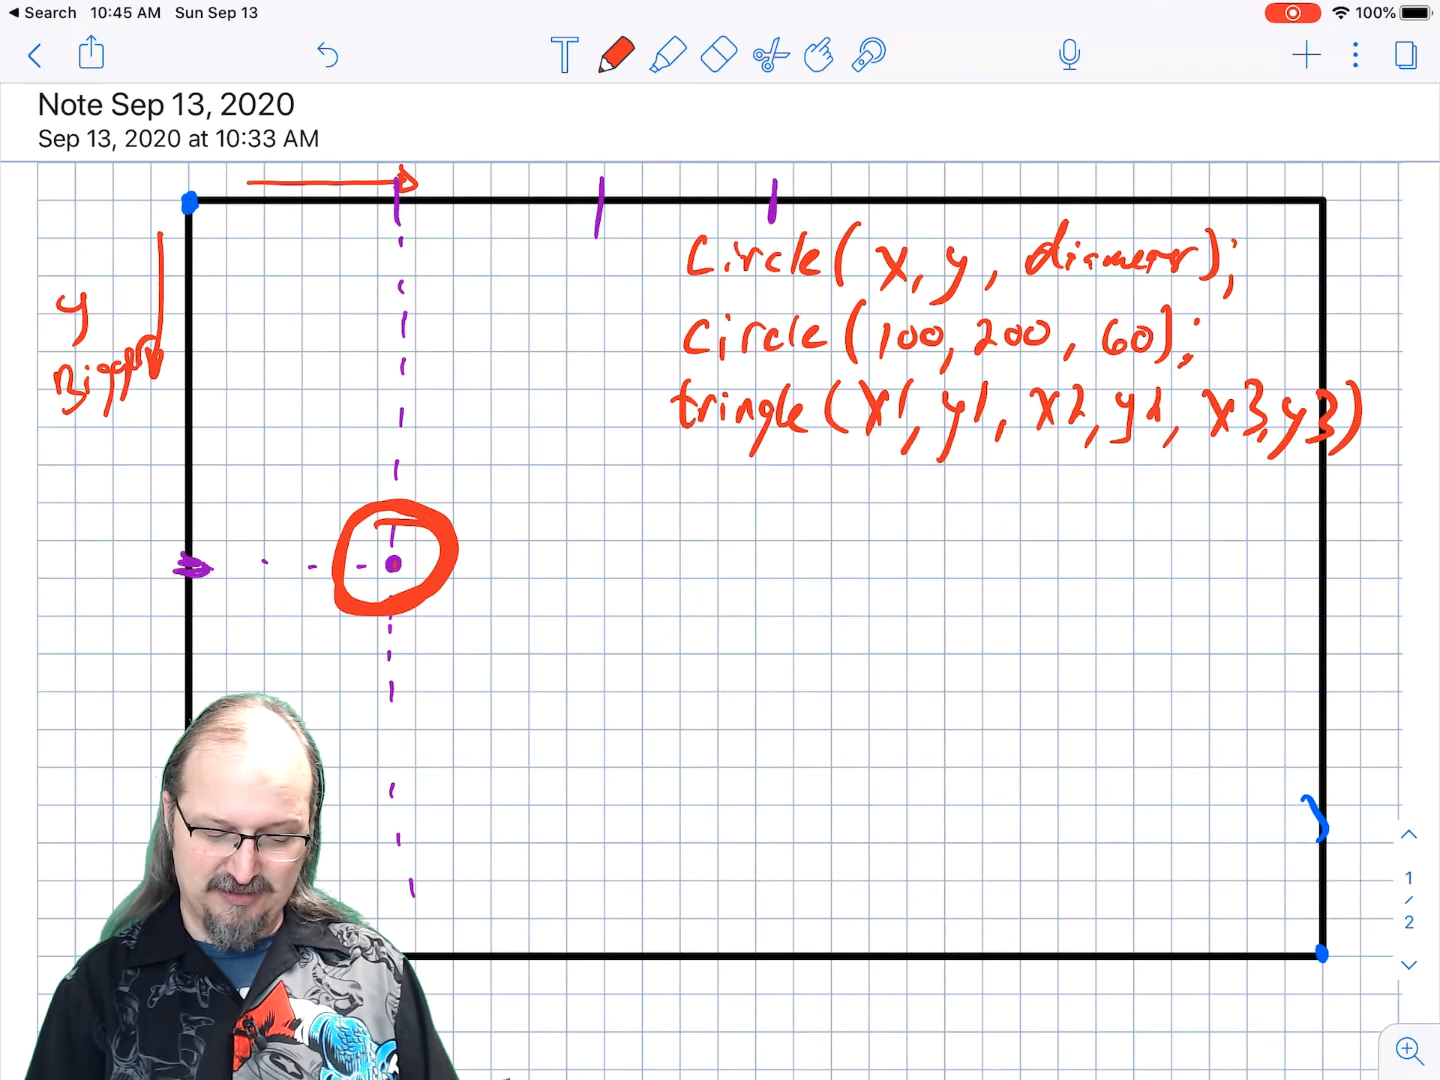 Search 10:45 AM Sun Sep 13 100%
T
Note Sep 13, 2020
Sep 13, 2020 at 10:33 AM
y
Bigger
Circle(x, y, diameter);
Circle(100, 200, 60);
tringle(x1, y1, x2, y2, x3, y3)
1
/
2